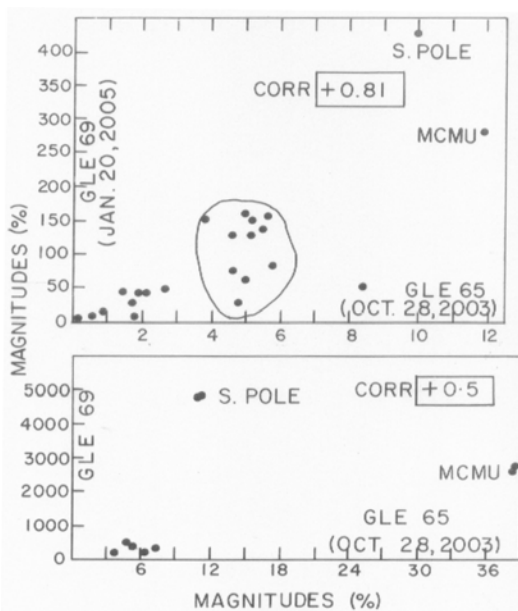 MAGNITUDES (%)
GLE 69
(JAN. 20, 2005)
450
400
350
300
250
200
150
100
50
0
S. POLE
CORR +0.81
MCMU
GLE 65
(OCT. 28, 2003)
2
4
6
8
10
12
GLE 69
5000
4000
3000
2000
1000
0
S. POLE
CORR +0.5
MCMU
GLE 65
(OCT. 28, 2003)
6
12
18
24
30
36
MAGNITUDES (%)